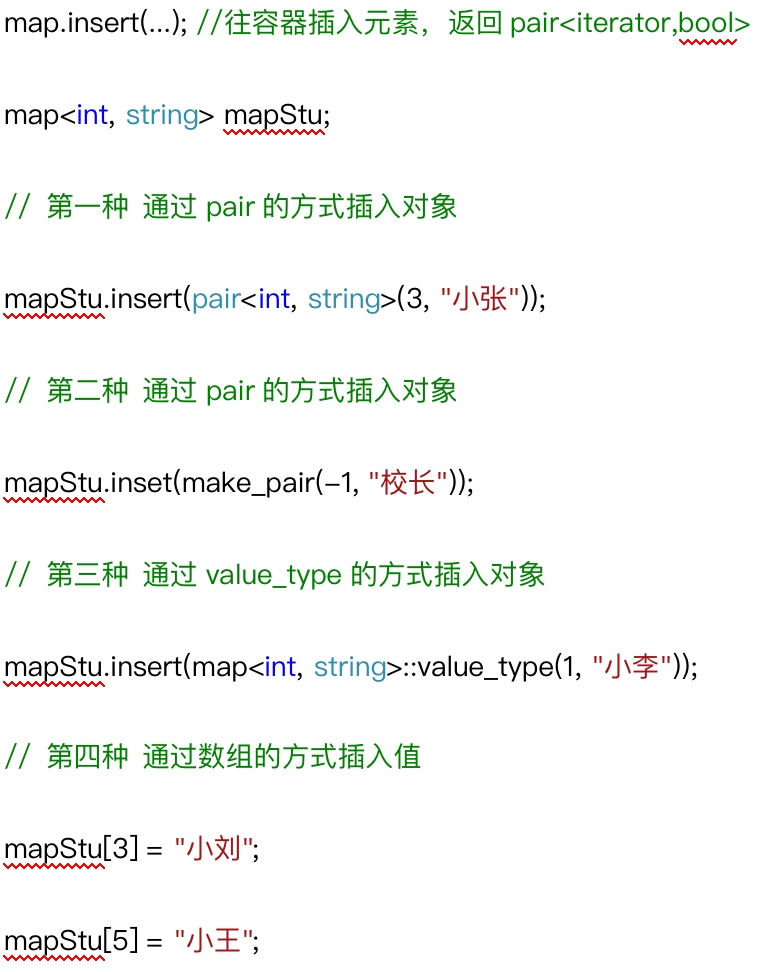 map.insert(...); //往容器插入元素，返回 pair<iterator,bool>
map<int, string> mapStu;
// 第一种 通过 pair 的方式插入对象
mapStu.insert(pair<int, string>(3, "小张"));
// 第二种 通过 pair 的方式插入对象
mapStu.inset(make_pair(-1, "校长"));
// 第三种 通过 value_type 的方式插入对象
mapStu.insert(map<int, string>::value_type(1, "小李"));
// 第四种 通过数组的方式插入值
mapStu[3] = "小刘";
mapStu[5] = "小王";